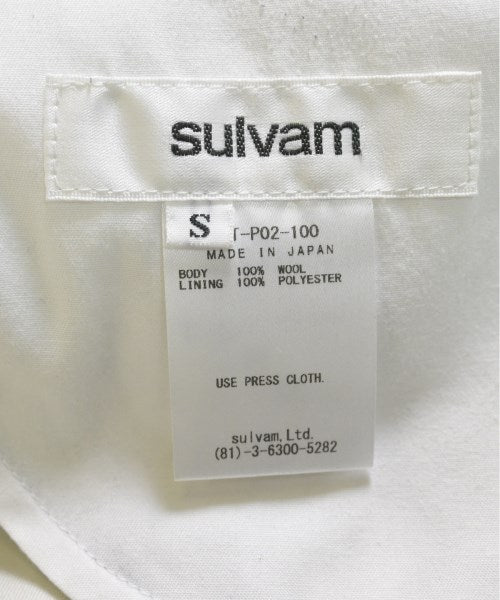 sulvam
S
T-P02-100
MADE IN JAPAN
BODY 100% WOOL
LINING 100% POLYESTER
USE PRESS CLOTH.
sulvam,Ltd.
(81)-3-6300-5282